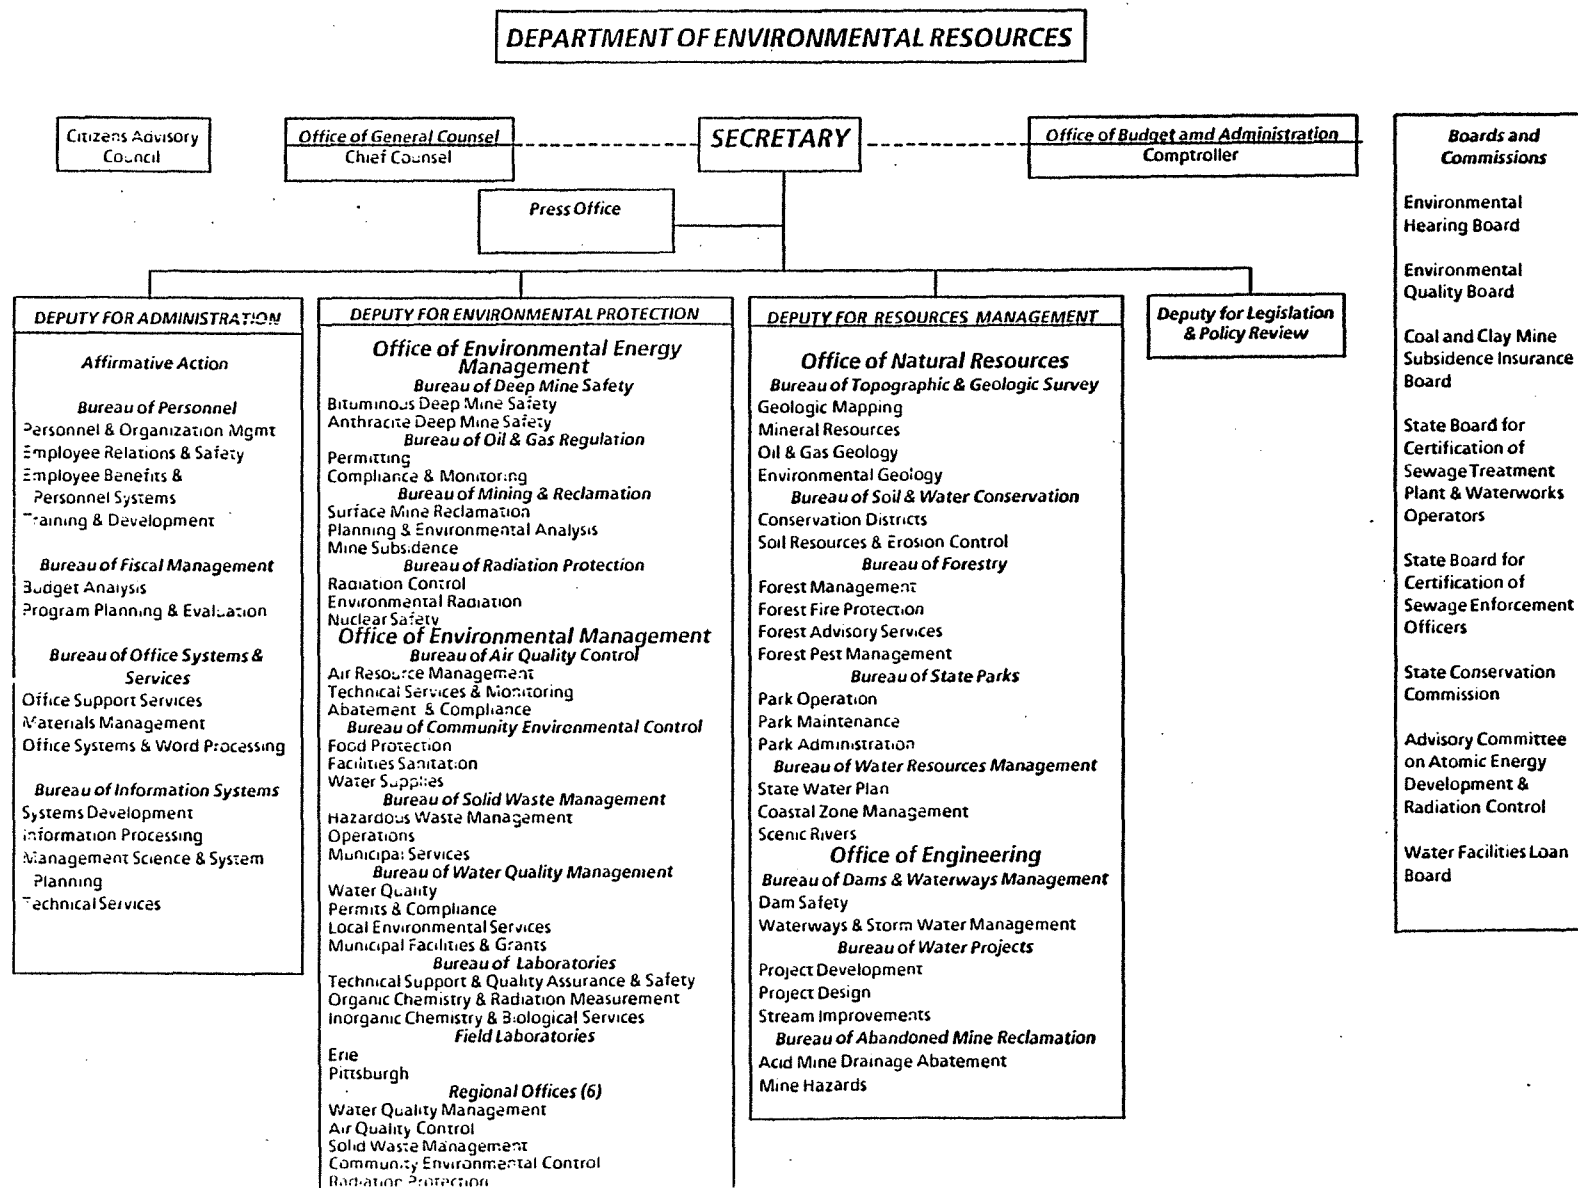 DEPARTMENT OF ENVIRONMENTAL RESOURCES
Citizens Advisory
Council
Office of General Counsel
Chief Counsel
SECRETARY
Office of Budget amd Administration
Comptroller
Press Office
DEPUTY FOR ADMINISTRATION
Affirmative Action
Bureau of Personnel
Personnel & Organization Mgmt
Employee Relations & Safety
Employee Benefits &
Personnel Systems
Training & Development
Bureau of Fiscal Management
Budget Analysis
Program Planning & Evaluation
Bureau of Office Systems &
Services
Office Support Services
Materials Management
Office Systems & Word Processing
Bureau of Information Systems
Systems Development
Information Processing
Management Science & System
Planning
Technical Services
DEPUTY FOR ENVIRONMENTAL PROTECTION
Office of Environmental Energy
Management
Bureau of Deep Mine Safety
Bituminous Deep Mine Safety
Anthracite Deep Mine Safety
Bureau of Oil & Gas Regulation
Permitting
Compliance & Monitoring
Bureau of Mining & Reclamation
Surface Mine Reclamation
Planning & Environmental Analysis
Mine Subsidence
Bureau of Radiation Protection
Radiation Control
Environmental Radiation
Nuclear Safety
Office of Environmental Management
Bureau of Air Quality Control
Air Resource Management
Technical Services & Monitoring
Abatement & Compliance
Bureau of Community Environmental Control
Food Protection
Facilities Sanitation
Water Supplies
Bureau of Solid Waste Management
Hazardous Waste Management
Operations
Municipal Services
Bureau of Water Quality Management
Water Quality
Permits & Compliance
Local Environmental Services
Municipal Facilities & Grants
Bureau of Laboratories
Technical Support & Quality Assurance & Safety
Organic Chemistry & Radiation Measurement
Inorganic Chemistry & Biological Services
Field Laboratories
Erie
Pittsburgh
Regional Offices (6)
Water Quality Management
Air Quality Control
Solid Waste Management
Community Environmental Control
Radiation Protection
DEPUTY FOR RESOURCES MANAGEMENT
Office of Natural Resources
Bureau of Topographic & Geologic Survey
Geologic Mapping
Mineral Resources
Oil & Gas Geology
Environmental Geology
Bureau of Soil & Water Conservation
Conservation Districts
Soil Resources & Erosion Control
Bureau of Forestry
Forest Management
Forest Fire Protection
Forest Advisory Services
Forest Pest Management
Bureau of State Parks
Park Operation
Park Maintenance
Park Administration
Bureau of Water Resources Management
State Water Plan
Coastal Zone Management
Scenic Rivers
Office of Engineering
Bureau of Dams & Waterways Management
Dam Safety
Waterways & Storm Water Management
Bureau of Water Projects
Project Development
Project Design
Stream Improvements
Bureau of Abandoned Mine Reclamation
Acid Mine Drainage Abatement
Mine Hazards
Deputy for Legislation
& Policy Review
Boards and
Commissions
Environmental
Hearing Board
Environmental
Quality Board
Coal and Clay Mine
Subsidence Insurance
Board
State Board for
Certification of
Sewage Treatment
Plant & Waterworks
Operators
State Board for
Certification of
Sewage Enforcement
Officers
State Conservation
Commission
Advisory Committee
on Atomic Energy
Development &
Radiation Control
Water Facilities Loan
Board